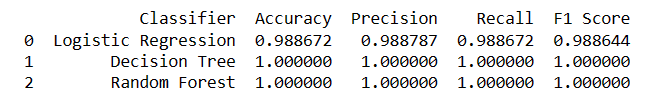 Classifier Accuracy Precision Recall F1 Score
0 Logistic Regression 0.988672 0.988787 0.988672 0.988644
1 Decision Tree 1.000000 1.000000 1.000000 1.000000
2 Random Forest 1.000000 1.000000 1.000000 1.000000